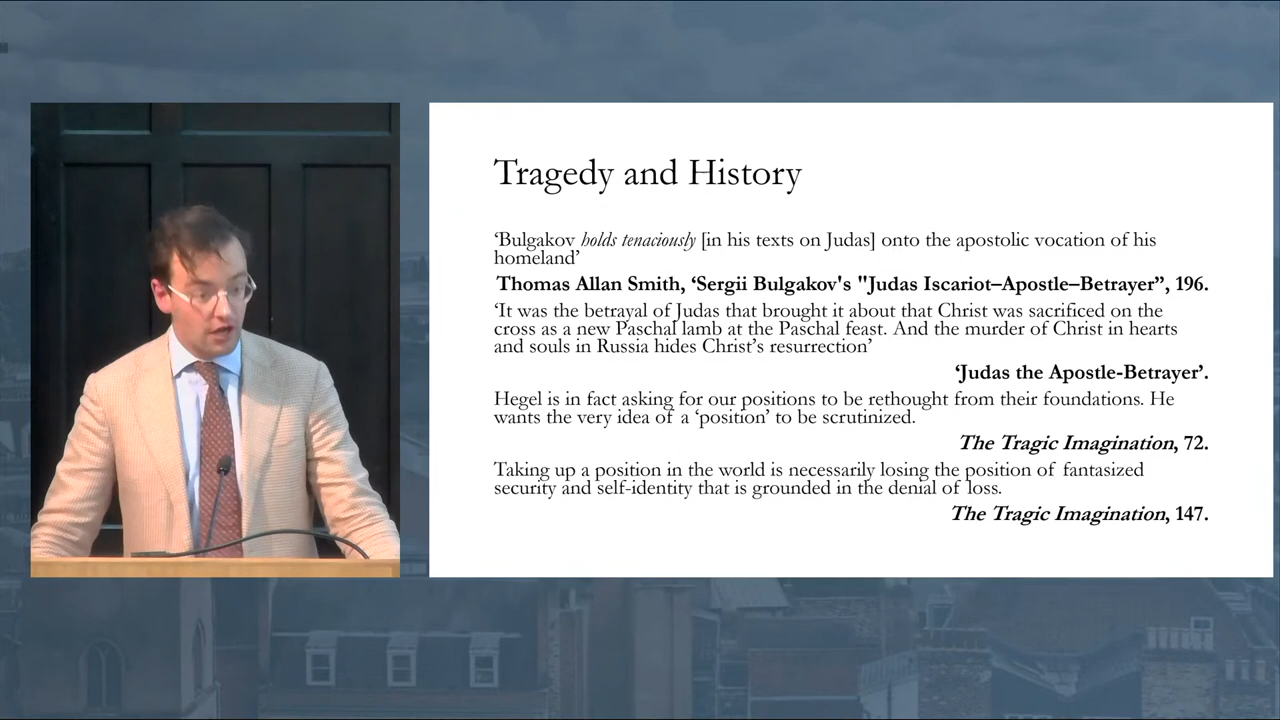 Tragedy and History
‘Bulgakov holds tenaciously [in his texts on Judas] onto the apostolic vocation of his
homeland’
Thomas Allan Smith, ‘Sergii Bulgakov's "Judas Iscariot–Apostle–Betrayer”, 196.
‘It was the betrayal of Judas that brought it about that Christ was sacrificed on the
cross as a new Paschal lamb at the Paschal feast. And the murder of Christ in hearts
and souls in Russia hides Christ’s resurrection’
‘Judas the Apostle-Betrayer’.
Hegel is in fact asking for our positions to be rethought from their foundations. He
wants the very idea of a ‘position’ to be scrutinized.
The Tragic Imagination, 72.
Taking up a position in the world is necessarily losing the position of fantasized
security and self-identity that is grounded in the denial of loss.
The Tragic Imagination, 147.